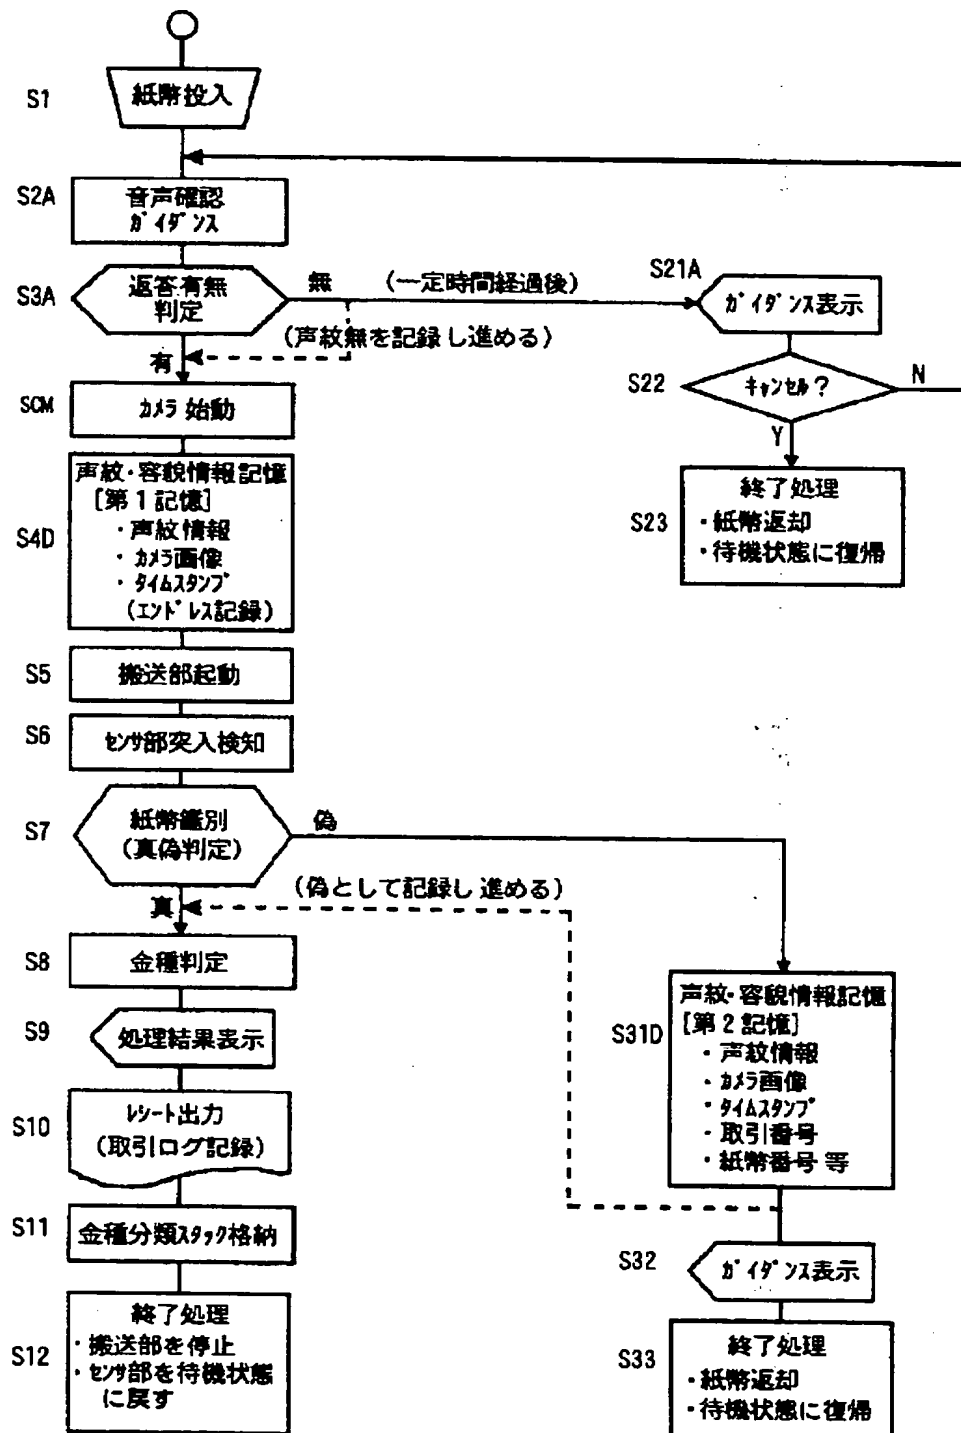 S1
紙幣投入
S2A
音声確認
ｶﾞｲﾀﾞﾝｽ
S3A
返答有無
判定
無
(一定時間経過後)
S21A
ｶﾞｲﾀﾞﾝｽ表示
(声紋無を記録し進める)
有
S22
ｷｬﾝｾﾙ?
N
Y
SCM
ｶﾒﾗ 始動
S4D
声紋・容貌情報記憶
[第1記憶]
・声紋情報
・ｶﾒﾗ画像
・ﾀｲﾑｽﾀﾝﾌﾟ
(ｴﾝﾄﾞﾚｽ記録)
S23
終了処理
・紙幣返却
・待機状態に復帰
S5
搬送部起動
S6
ｾﾝｻ部突入検知
S7
紙幣鑑別
(真偽判定)
偽
(偽として記録し進める)
真
S8
金種判定
S9
処理結果表示
S31D
声紋・容貌情報記憶
[第2記憶]
・声紋情報
・ｶﾒﾗ画像
・ﾀｲﾑｽﾀﾝﾌﾟ
・取引番号
・紙幣番号等
S10
ﾚｼｰﾄ出力
(取引ログ記録)
S11
金種分類ｽﾀｯｸ格納
S32
ｶﾞｲﾀﾞﾝｽ表示
S12
終了処理
・搬送部を停止
・ｾﾝｻ部を待機状態
に戻す
S33
終了処理
・紙幣返却
・待機状態に復帰